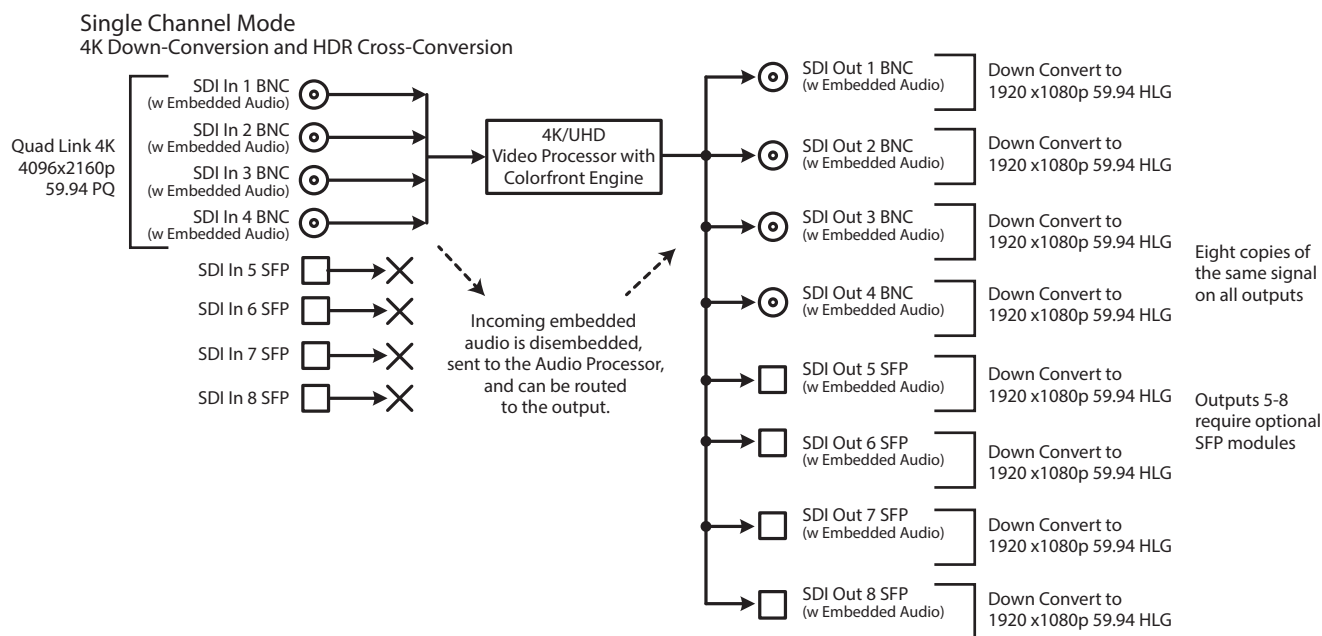 Single Channel Mode
4K Down-Conversion and HDR Cross-Conversion
Quad Link 4K
4096x2160p
59.94 PQ
SDI In 1 BNC
(w Embedded Audio)
SDI In 2 BNC
(w Embedded Audio)
SDI In 3 BNC
(w Embedded Audio)
SDI In 4 BNC
(w Embedded Audio)
SDI In 5 SFP
SDI In 6 SFP
SDI In 7 SFP
SDI In 8 SFP
4K/UHD
Video Processor with
Colorfront Engine
Incoming embedded
audio is disembedded,
sent to the Audio Processor,
and can be routed
to the output.
SDI Out 1 BNC
(w Embedded Audio)
Down Convert to
1920 x1080p 59.94 HLG
SDI Out 2 BNC
(w Embedded Audio)
Down Convert to
1920 x1080p 59.94 HLG
SDI Out 3 BNC
(w Embedded Audio)
Down Convert to
1920 x1080p 59.94 HLG
SDI Out 4 BNC
(w Embedded Audio)
Down Convert to
1920 x1080p 59.94 HLG
SDI Out 5 SFP
(w Embedded Audio)
Down Convert to
1920 x1080p 59.94 HLG
SDI Out 6 SFP
(w Embedded Audio)
Down Convert to
1920 x1080p 59.94 HLG
SDI Out 7 SFP
(w Embedded Audio)
Down Convert to
1920 x1080p 59.94 HLG
SDI Out 8 SFP
(w Embedded Audio)
Down Convert to
1920 x1080p 59.94 HLG
Eight copies of
the same signal
on all outputs
Outputs 5-8
require optional
SFP modules